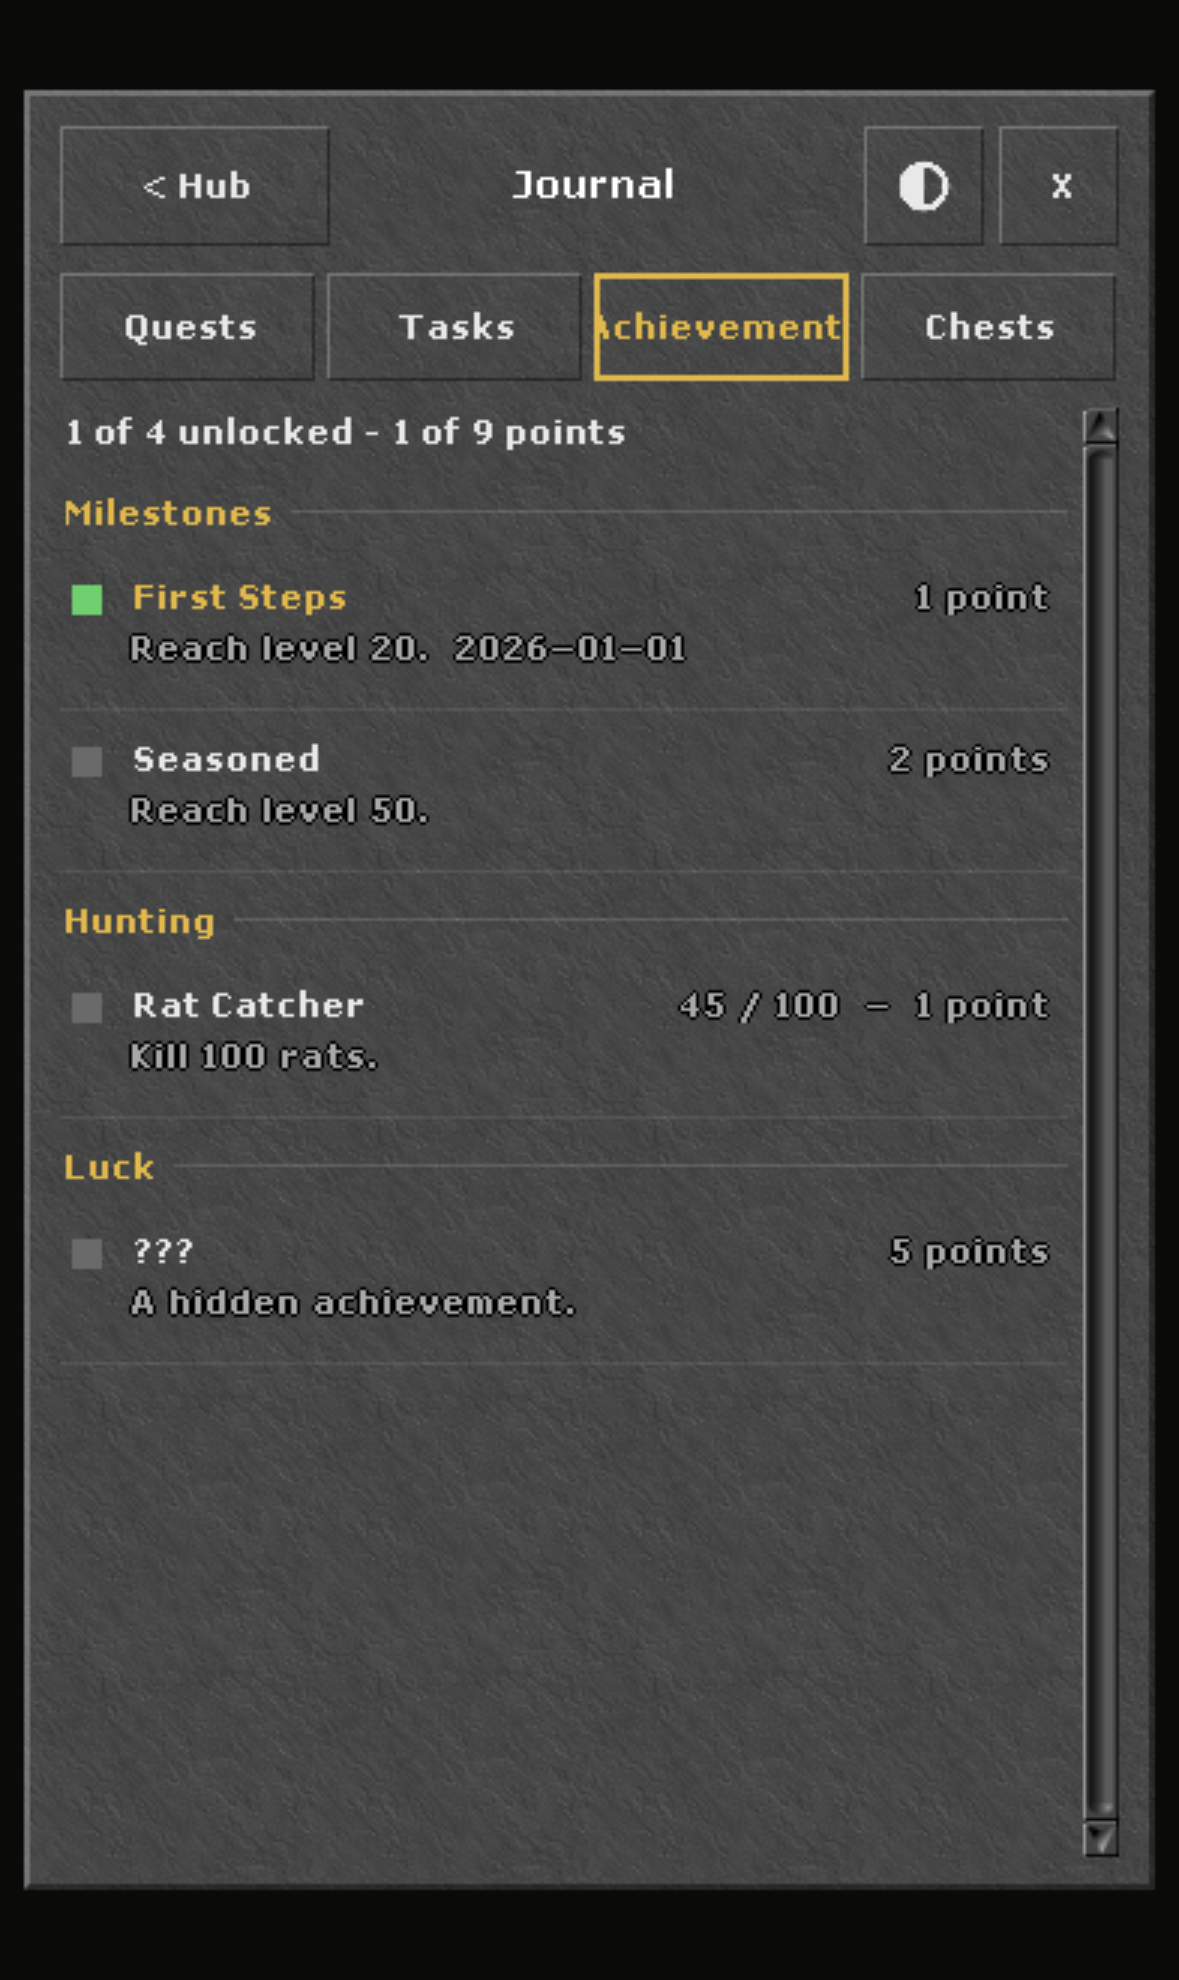 < Hub Journal X
Quests Tasks Achievement Chests
1 of 4 unlocked - 1 of 9 points
Milestones
First Steps 1 point
Reach level 20. 2026-01-01
Seasoned 2 points
Reach level 50.
Hunting
Rat Catcher 45 / 100 - 1 point
Kill 100 rats.
Luck
??? 5 points
A hidden achievement.